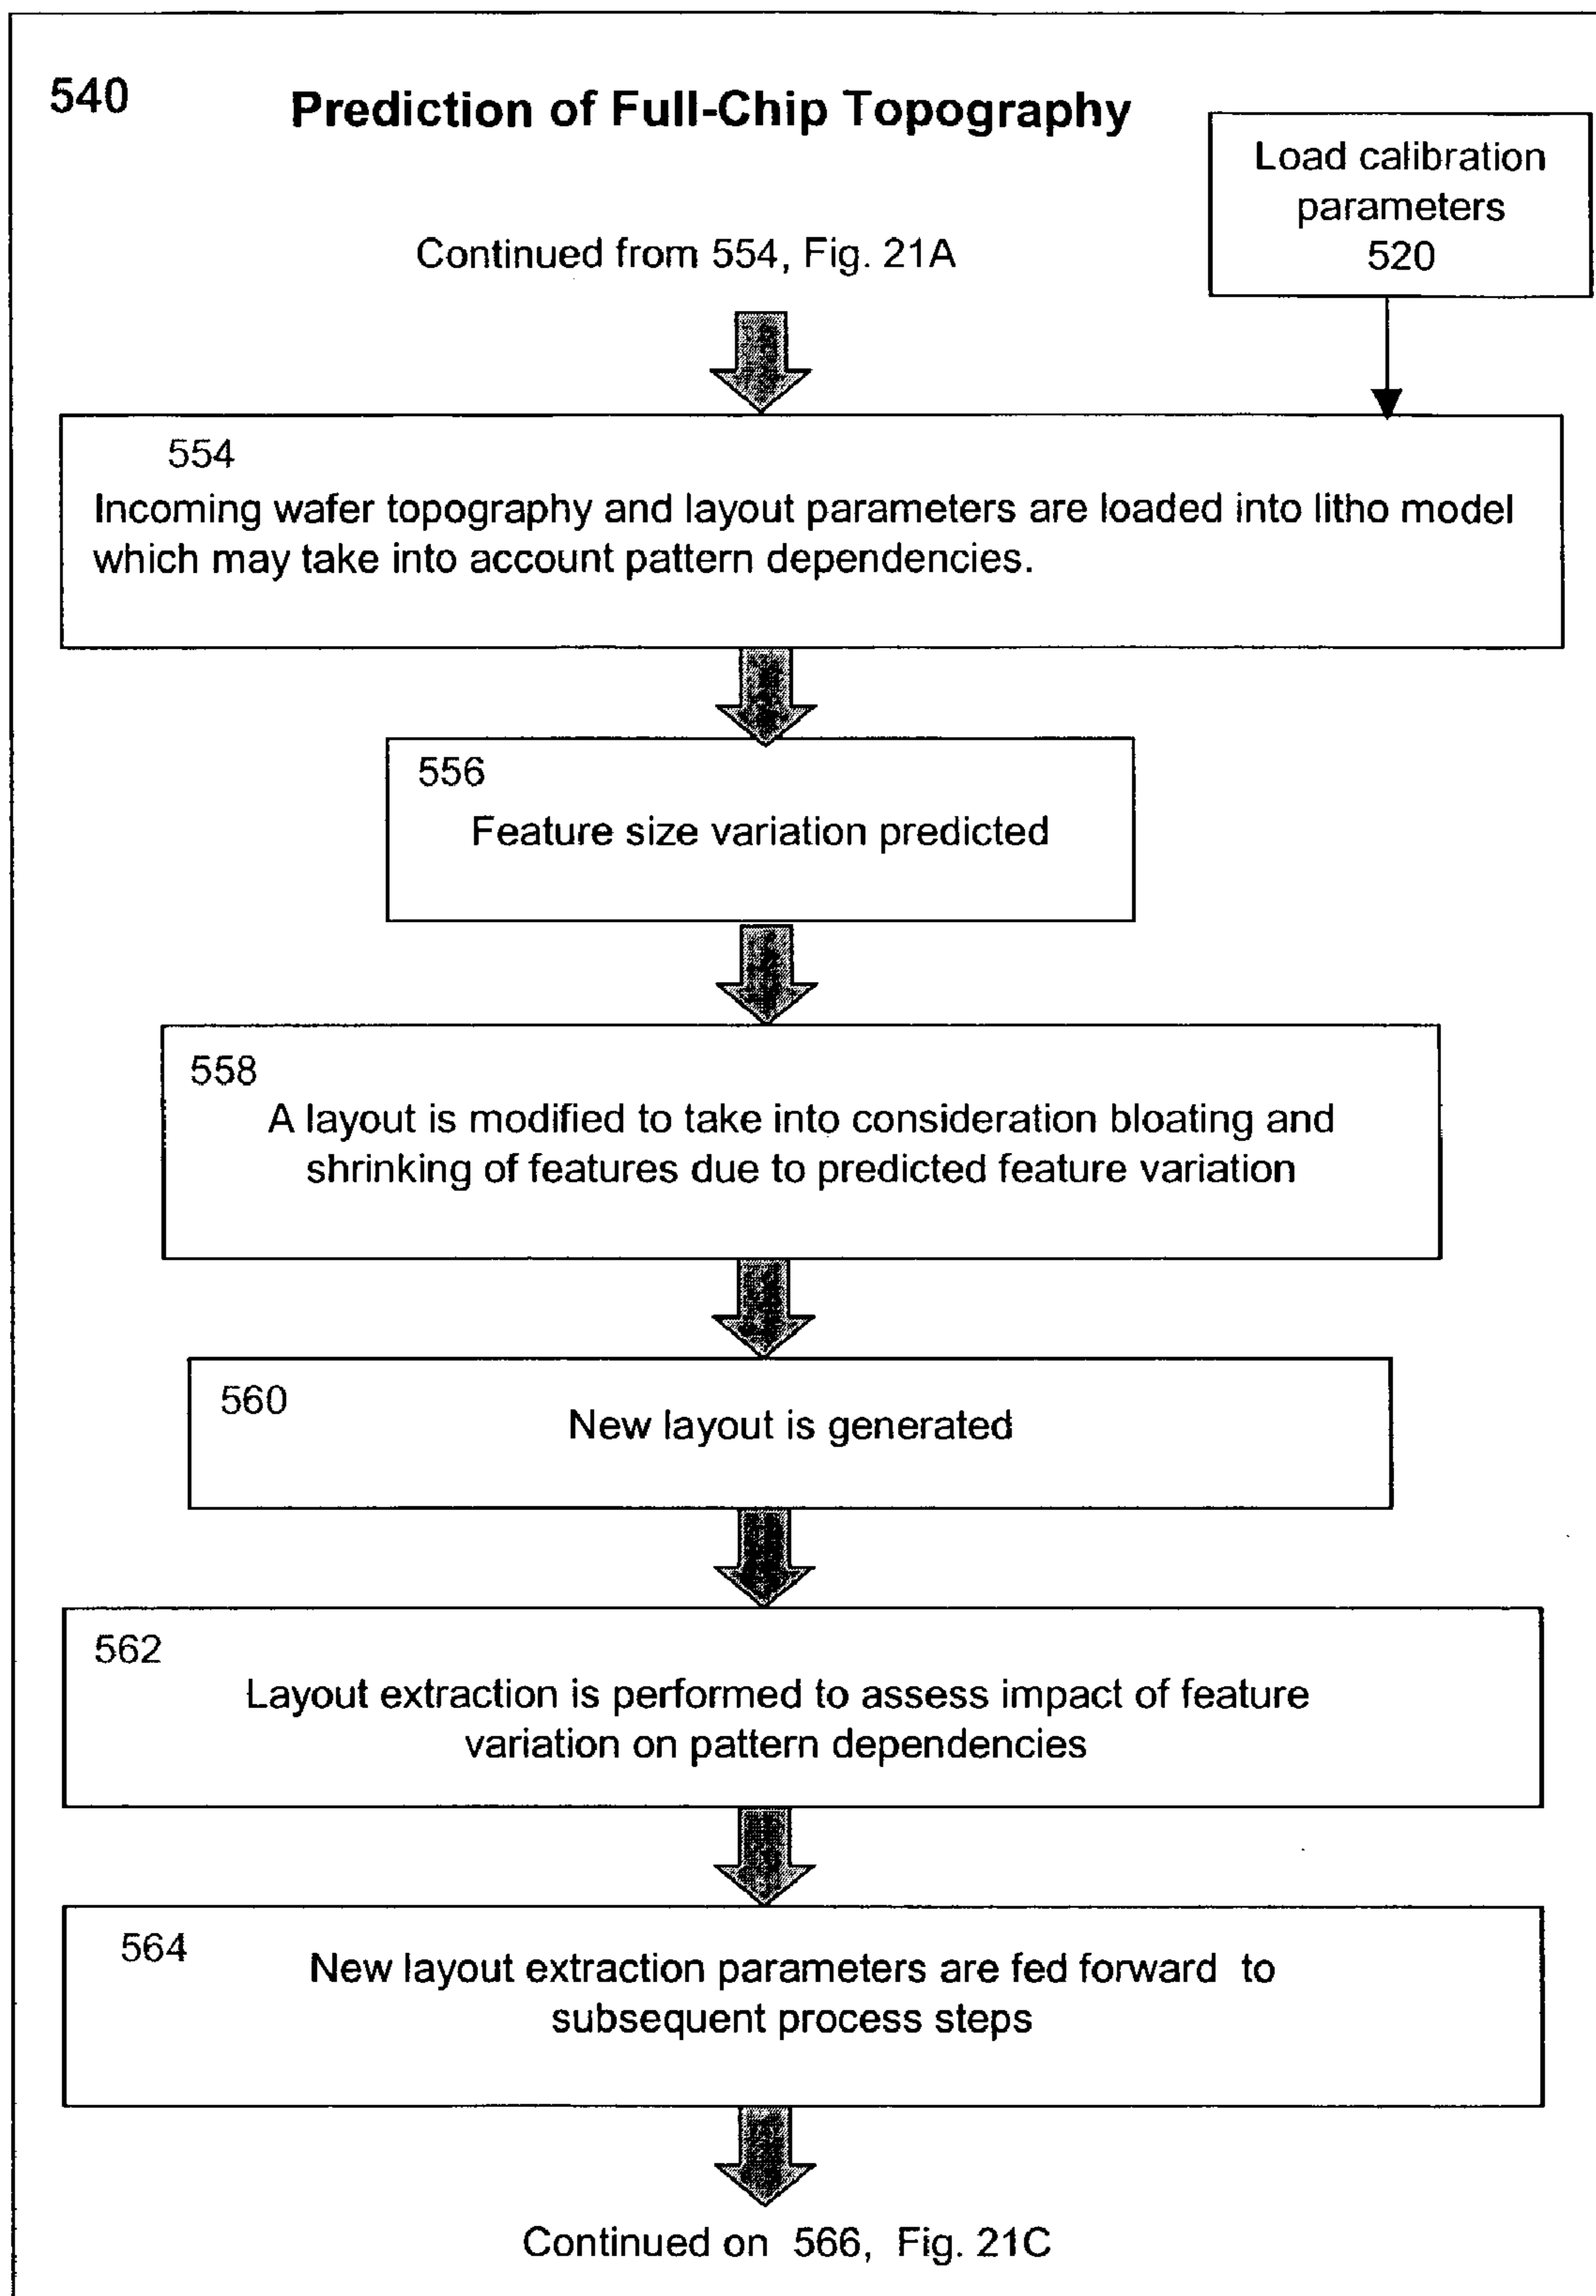 540
Prediction of Full-Chip Topography
Load calibration
parameters
520
Continued from 554, Fig. 21A
554
Incoming wafer topography and layout parameters are loaded into litho model
which may take into account pattern dependencies.
556
Feature size variation predicted
558
A layout is modified to take into consideration bloating and
shrinking of features due to predicted feature variation
560
New layout is generated
562
Layout extraction is performed to assess impact of feature
variation on pattern dependencies
564
New layout extraction parameters are fed forward to
subsequent process steps
Continued on 566, Fig. 21C